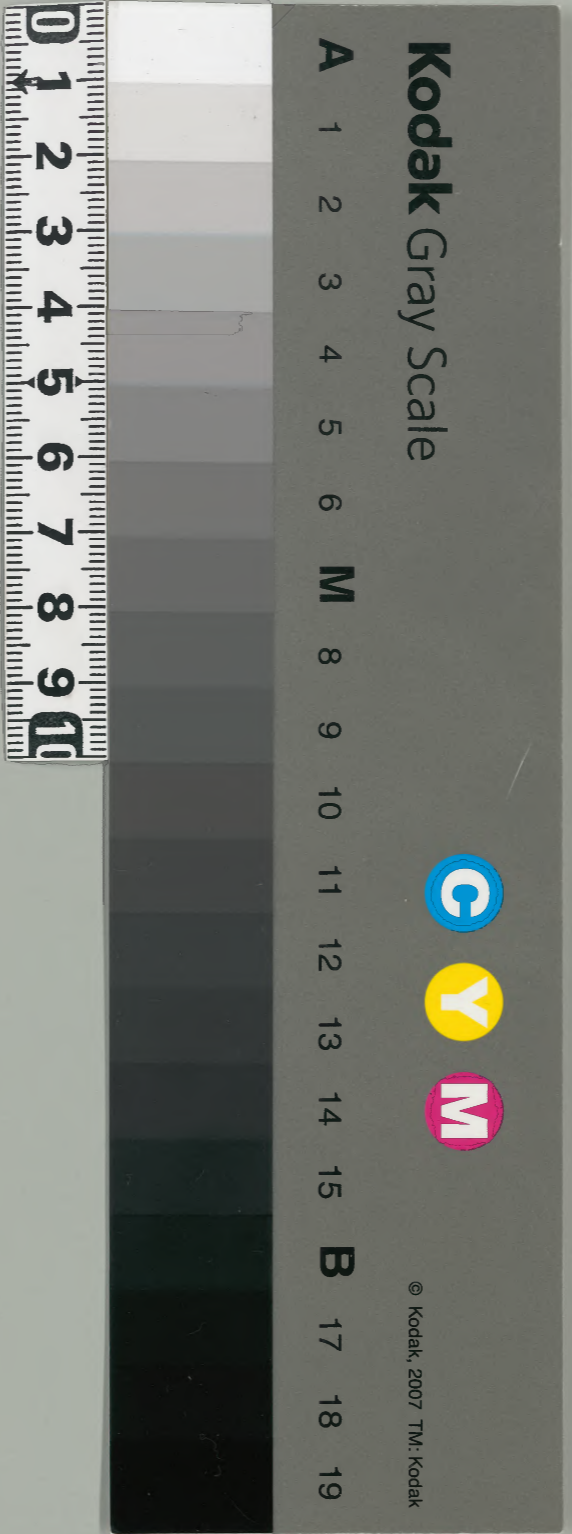 Kodak Gray Scale
C Y M
© Kodak, 2007 TM: Kodak
A 1 2 3 4 5 6 M 8 9 10 11 12 13 14 15 B 17 18 19
0 1 2 3 4 5 6 7 8 9 10